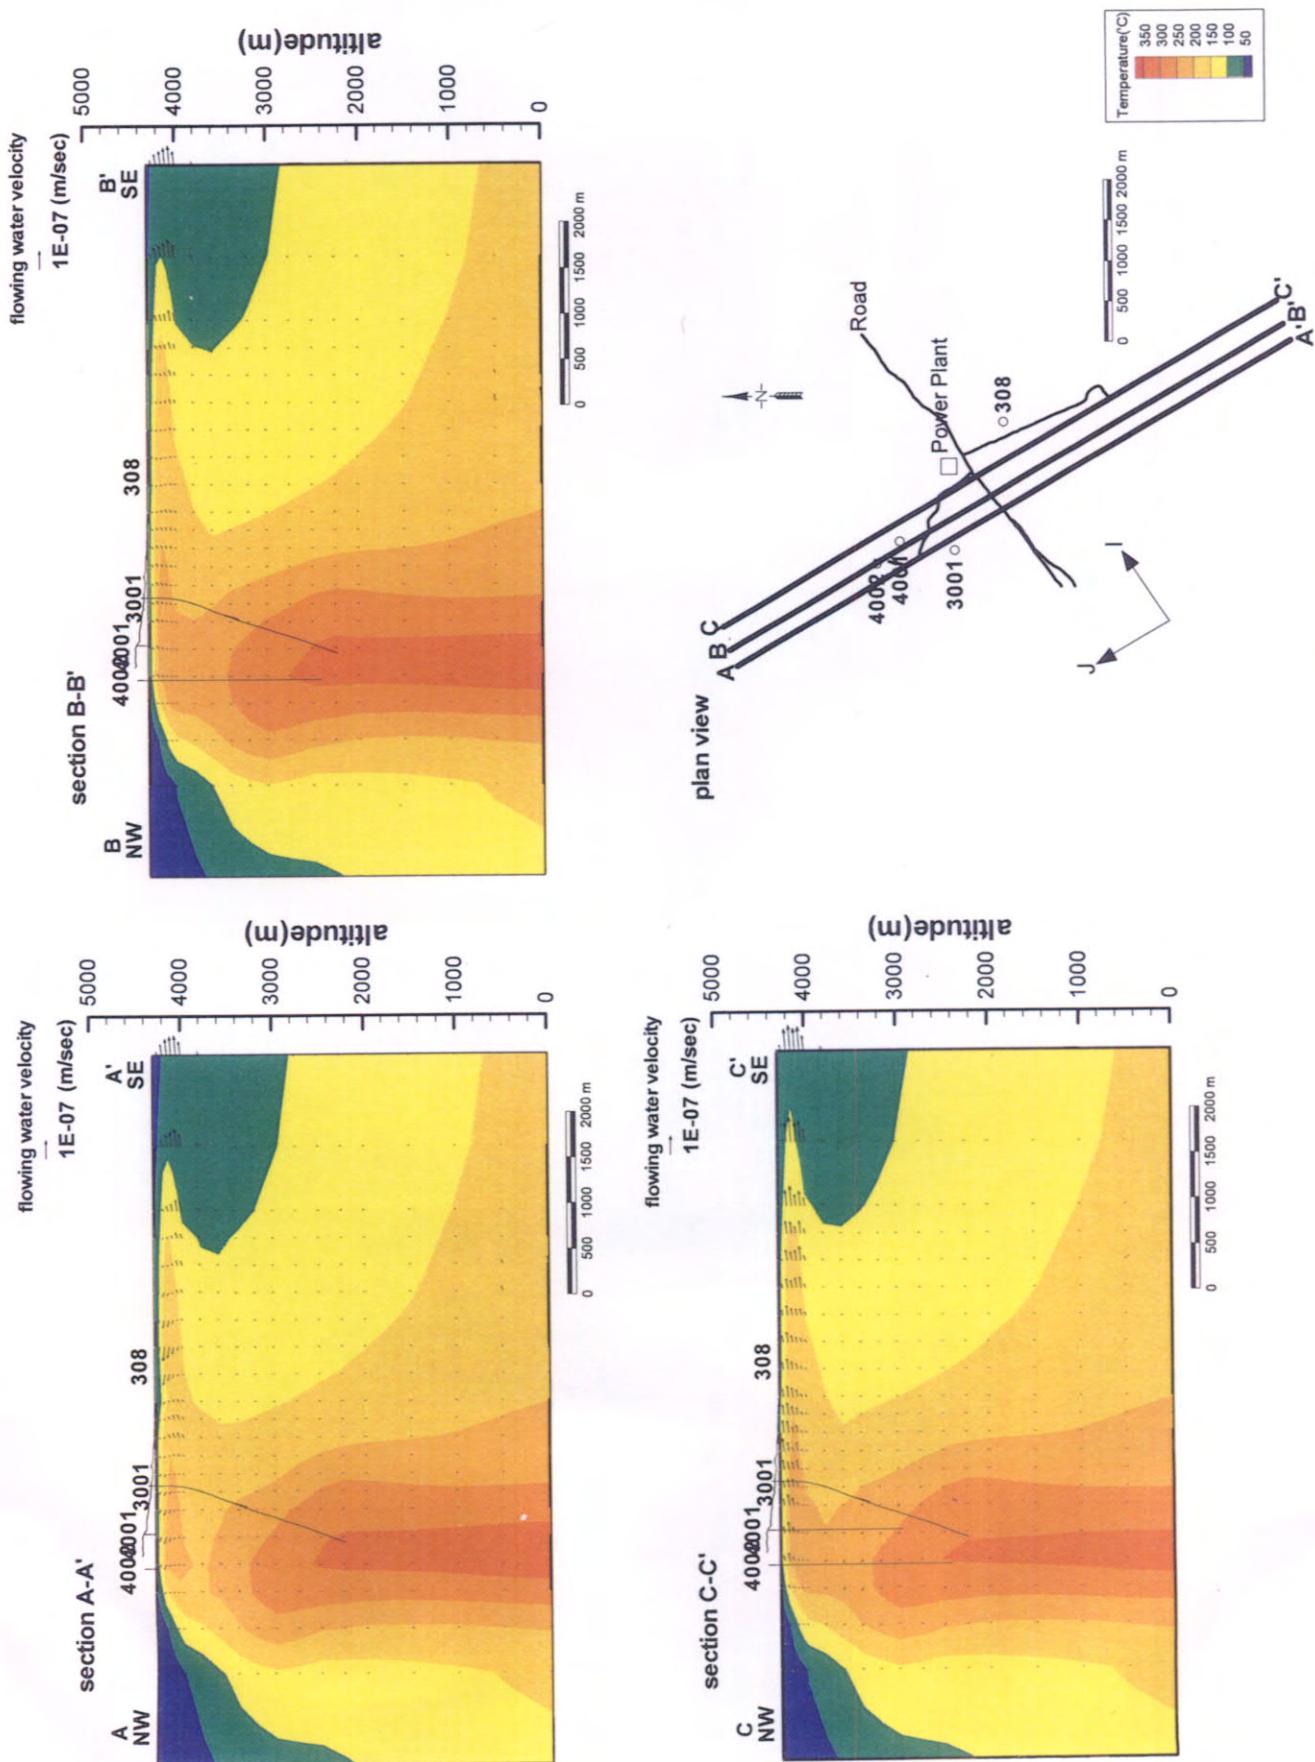 section A-A'
flowing water velocity
1E-07 (m/sec)
A
NW
4001
3001
308
A'
SE
5000
4000
3000
2000
1000
0
altitude(m)
0 500 1000 1500 2000 m
section B-B'
flowing water velocity
1E-07 (m/sec)
B
NW
3001
308
B'
SE
5000
4000
3000
2000
1000
0
altitude(m)
0 500 1000 1500 2000 m
section C-C'
flowing water velocity
1E-07 (m/sec)
C
NW
4001
3001
308
C'
SE
5000
4000
3000
2000
1000
0
altitude(m)
0 500 1000 1500 2000 m
plan view
A B C
4002
4001
3001
-N-
Road
Power Plant
308
J
I
A' B' C'
0 500 1000 1500 2000 m
Temperature(°C)
350
300
250
200
150
100
50